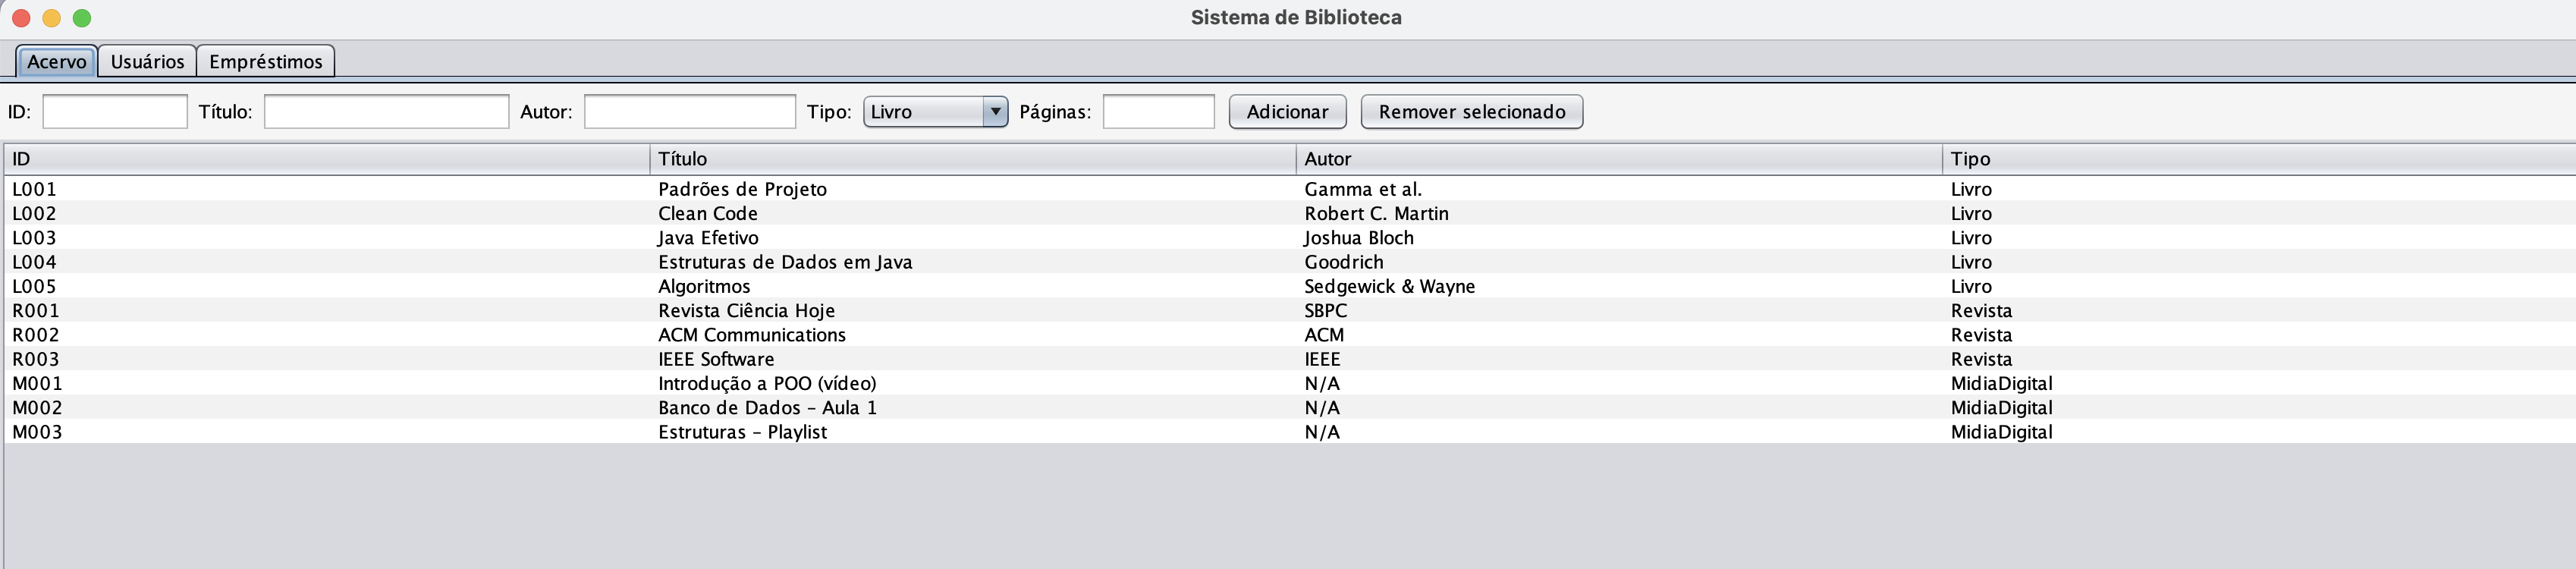 Sistema de Biblioteca
Acervo Usuários Empréstimos
ID: Título: Autor: Tipo: Livro Páginas: Adicionar Remover selecionado
ID Título Autor Tipo
L001 Padrões de Projeto Gamma et al. Livro
L002 Clean Code Robert C. Martin Livro
L003 Java Efetivo Joshua Bloch Livro
L004 Estruturas de Dados em Java Goodrich Livro
L005 Algoritmos Sedgewick & Wayne Livro
R001 Revista Ciência Hoje SBPC Revista
R002 ACM Communications ACM Revista
R003 IEEE Software IEEE Revista
M001 Introdução a POO (vídeo) N/A MidiaDigital
M002 Banco de Dados – Aula 1 N/A MidiaDigital
M003 Estruturas – Playlist N/A MidiaDigital